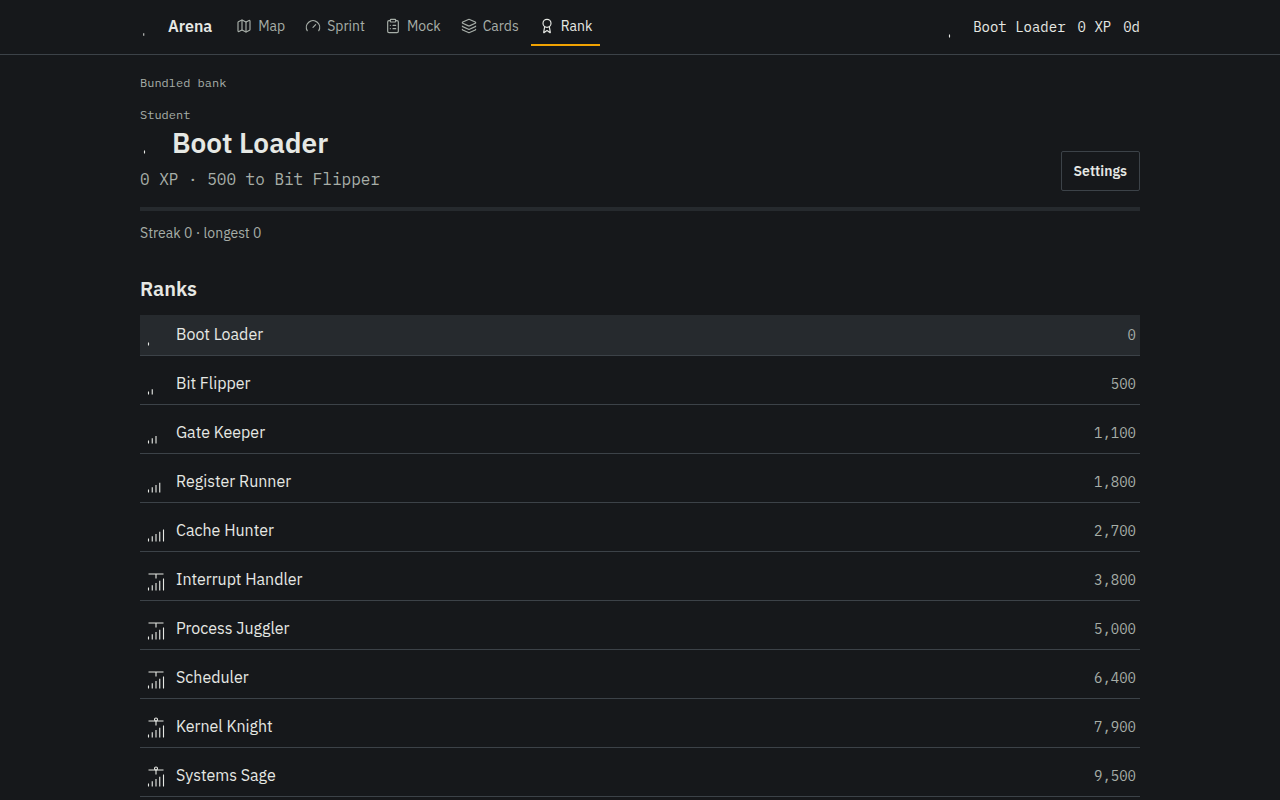 Arena Map Sprint Mock Cards Rank Boot Loader 0 XP 0d
Bundled bank
Student
Boot Loader
0 XP · 500 to Bit Flipper
Settings
Streak 0 · longest 0
Ranks
Boot Loader 0
Bit Flipper 500
Gate Keeper 1,100
Register Runner 1,800
Cache Hunter 2,700
Interrupt Handler 3,800
Process Juggler 5,000
Scheduler 6,400
Kernel Knight 7,900
Systems Sage 9,500